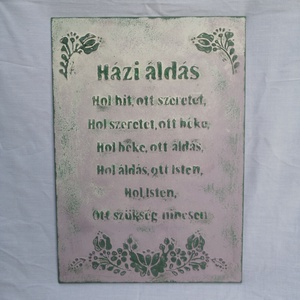 Házi áldás
Hol hit, ott szeretet,
Hol szeretet, ott béke,
Hol béke, ott áldás,
Hol áldás, ott Isten,
Hol Isten,
Ott szükség nincsen